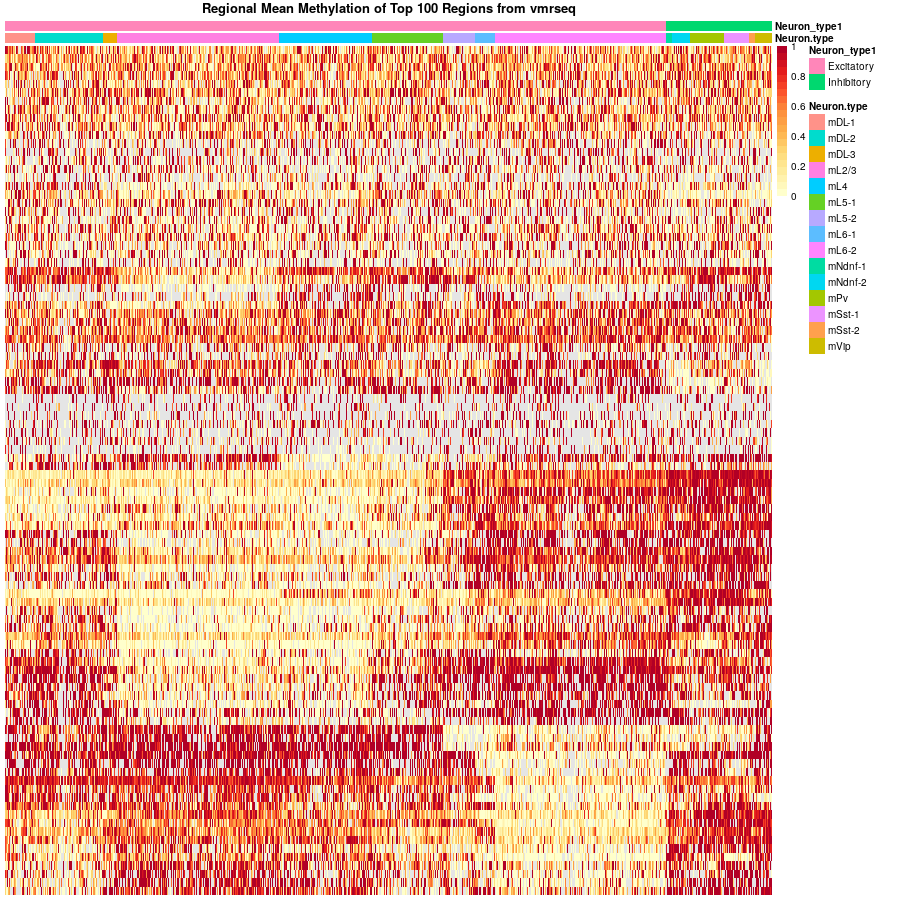 Regional Mean Methylation of Top 100 Regions from vmrseq
Neuron_type1
Neuron.type
1
0.8
0.6
0.4
0.2
0
Neuron_type1
Excitatory
Inhibitory
Neuron.type
mDL-1
mDL-2
mDL-3
mL2/3
mL4
mL5-1
mL5-2
mL6-1
mL6-2
mNdnf-1
mNdnf-2
mPv
mSst-1
mSst-2
mVip